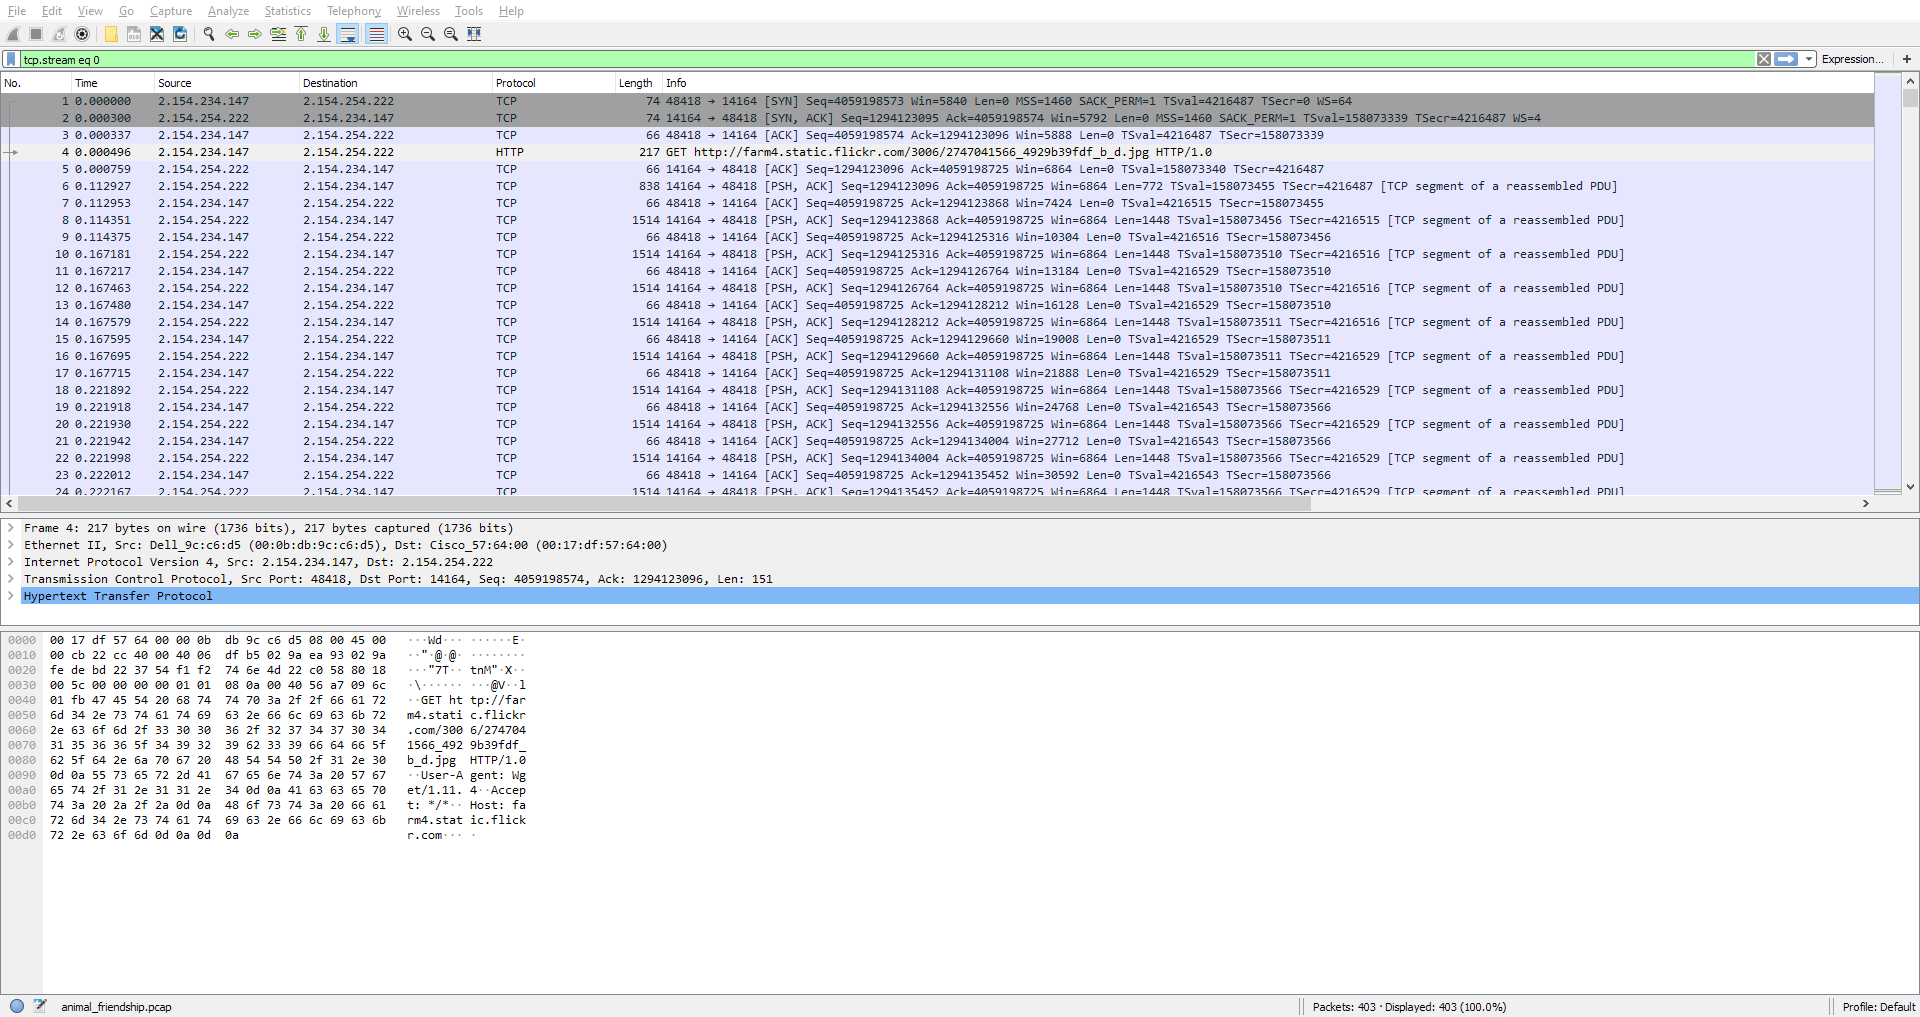 File Edit View Go Capture Analyze Statistics Telephony Wireless Tools Help
tcp.stream eq 0 Expression... +
No. Time Source Destination Protocol Length Info
1 0.000000 2.154.234.147 2.154.254.222 TCP 74 48418 → 14164 [SYN] Seq=4059198573 Win=5840 Len=0 MSS=1460 SACK_PERM=1 TSval=4216487 TSecr=0 WS=64
2 0.000300 2.154.254.222 2.154.234.147 TCP 74 14164 → 48418 [SYN, ACK] Seq=1294123095 Ack=4059198574 Win=5792 Len=0 MSS=1460 SACK_PERM=1 TSval=158073339 TSecr=4216487 WS=4
3 0.000337 2.154.234.147 2.154.254.222 TCP 66 48418 → 14164 [ACK] Seq=4059198574 Ack=1294123096 Win=5888 Len=0 TSval=4216487 TSecr=158073339
4 0.000496 2.154.234.147 2.154.254.222 HTTP 217 GET http://farm4.static.flickr.com/3006/2747041566_4929b39fdf_b_d.jpg HTTP/1.0
5 0.000759 2.154.254.222 2.154.234.147 TCP 66 14164 → 48418 [ACK] Seq=1294123096 Ack=4059198725 Win=6864 Len=0 TSval=158073340 TSecr=4216487
6 0.112927 2.154.254.222 2.154.234.147 TCP 838 14164 → 48418 [PSH, ACK] Seq=1294123096 Ack=4059198725 Win=6864 Len=772 TSval=158073455 TSecr=4216487 [TCP segment of a reassembled PDU]
7 0.112953 2.154.234.147 2.154.254.222 TCP 66 48418 → 14164 [ACK] Seq=4059198725 Ack=1294123868 Win=7424 Len=0 TSval=4216515 TSecr=158073455
8 0.114351 2.154.254.222 2.154.234.147 TCP 1514 14164 → 48418 [PSH, ACK] Seq=1294123868 Ack=4059198725 Win=6864 Len=1448 TSval=158073456 TSecr=4216515 [TCP segment of a reassembled PDU]
9 0.114375 2.154.234.147 2.154.254.222 TCP 66 48418 → 14164 [ACK] Seq=4059198725 Ack=1294125316 Win=10304 Len=0 TSval=4216516 TSecr=158073456
10 0.167181 2.154.254.222 2.154.234.147 TCP 1514 14164 → 48418 [PSH, ACK] Seq=1294125316 Ack=4059198725 Win=6864 Len=1448 TSval=158073510 TSecr=4216516 [TCP segment of a reassembled PDU]
11 0.167217 2.154.234.147 2.154.254.222 TCP 66 48418 → 14164 [ACK] Seq=4059198725 Ack=1294126764 Win=13184 Len=0 TSval=4216529 TSecr=158073510
12 0.167463 2.154.254.222 2.154.234.147 TCP 1514 14164 → 48418 [PSH, ACK] Seq=1294126764 Ack=4059198725 Win=6864 Len=1448 TSval=158073510 TSecr=4216516 [TCP segment of a reassembled PDU]
13 0.167480 2.154.234.147 2.154.254.222 TCP 66 48418 → 14164 [ACK] Seq=4059198725 Ack=1294128212 Win=16128 Len=0 TSval=4216529 TSecr=158073510
14 0.167579 2.154.254.222 2.154.234.147 TCP 1514 14164 → 48418 [PSH, ACK] Seq=1294128212 Ack=4059198725 Win=6864 Len=1448 TSval=158073511 TSecr=4216516 [TCP segment of a reassembled PDU]
15 0.167595 2.154.234.147 2.154.254.222 TCP 66 48418 → 14164 [ACK] Seq=4059198725 Ack=1294129660 Win=19008 Len=0 TSval=4216529 TSecr=158073511
16 0.167695 2.154.254.222 2.154.234.147 TCP 1514 14164 → 48418 [PSH, ACK] Seq=1294129660 Ack=4059198725 Win=6864 Len=1448 TSval=158073511 TSecr=4216529 [TCP segment of a reassembled PDU]
17 0.167715 2.154.234.147 2.154.254.222 TCP 66 48418 → 14164 [ACK] Seq=4059198725 Ack=1294131108 Win=21888 Len=0 TSval=4216529 TSecr=158073511
18 0.221892 2.154.254.222 2.154.234.147 TCP 1514 14164 → 48418 [PSH, ACK] Seq=1294131108 Ack=4059198725 Win=6864 Len=1448 TSval=158073566 TSecr=4216529 [TCP segment of a reassembled PDU]
19 0.221918 2.154.234.147 2.154.254.222 TCP 66 48418 → 14164 [ACK] Seq=4059198725 Ack=1294132556 Win=24768 Len=0 TSval=4216543 TSecr=158073566
20 0.221930 2.154.254.222 2.154.234.147 TCP 1514 14164 → 48418 [PSH, ACK] Seq=1294132556 Ack=4059198725 Win=6864 Len=1448 TSval=158073566 TSecr=4216529 [TCP segment of a reassembled PDU]
21 0.221942 2.154.234.147 2.154.254.222 TCP 66 48418 → 14164 [ACK] Seq=4059198725 Ack=1294134004 Win=27712 Len=0 TSval=4216543 TSecr=158073566
22 0.221998 2.154.254.222 2.154.234.147 TCP 1514 14164 → 48418 [PSH, ACK] Seq=1294134004 Ack=4059198725 Win=6864 Len=1448 TSval=158073566 TSecr=4216529 [TCP segment of a reassembled PDU]
23 0.222012 2.154.234.147 2.154.254.222 TCP 66 48418 → 14164 [ACK] Seq=4059198725 Ack=1294135452 Win=30592 Len=0 TSval=4216543 TSecr=158073566
24 0.222167 2.154.254.222 2.154.234.147 TCP 1514 14164 → 48418 [PSH, ACK] Seq=1294135452 Ack=4059198725 Win=6864 Len=1448 TSval=158073566 TSecr=4216529 [TCP segment of a reassembled PDU]
Frame 4: 217 bytes on wire (1736 bits), 217 bytes captured (1736 bits)
Ethernet II, Src: Dell_9c:c6:d5 (00:0b:db:9c:c6:d5), Dst: Cisco_57:64:00 (00:17:df:57:64:00)
Internet Protocol Version 4, Src: 2.154.234.147, Dst: 2.154.254.222
Transmission Control Protocol, Src Port: 48418, Dst Port: 14164, Seq: 4059198574, Ack: 1294123096, Len: 151
Hypertext Transfer Protocol
0000 00 17 df 57 64 00 00 0b db 9c c6 d5 08 00 45 00 ···Wd··· ······E·
0010 00 cb 22 cc 40 00 40 06 df b5 02 9a ea 93 02 9a ··"·@·@· ········
0020 fe de bd 22 37 54 f1 f2 74 6e 4d 22 c0 58 80 18 ···"7T·· tnM"·X··
0030 00 5c 00 00 00 00 01 01 08 0a 00 40 56 a7 09 6c ·\······ ···@V··l
0040 01 fb 47 45 54 20 68 74 74 70 3a 2f 2f 66 61 72 ··GET ht tp://far
0050 6d 34 2e 73 74 61 74 69 63 2e 66 6c 69 63 6b 72 m4.stati c.flickr
0060 2e 63 6f 6d 2f 33 30 30 36 2f 32 37 34 37 30 34 .com/300 6/274704
0070 31 35 36 36 5f 34 39 32 39 62 33 39 66 64 66 5f 1566_492 9b39fdf_
0080 62 5f 64 2e 6a 70 67 20 48 54 54 50 2f 31 2e 30 b_d.jpg HTTP/1.0
0090 0d 0a 55 73 65 72 2d 41 67 65 6e 74 3a 20 57 67 ··User-A gent: Wg
00a0 65 74 2f 31 2e 31 31 2e 34 0d 0a 41 63 63 65 70 et/1.11. 4··Accep
00b0 74 3a 20 2a 2f 2a 0d 0a 48 6f 73 74 3a 20 66 61 t: */*·· Host: fa
00c0 72 6d 34 2e 73 74 61 74 69 63 2e 66 6c 69 63 6b rm4.stat ic.flick
00d0 72 2e 63 6f 6d 0d 0a 0d 0a r.com··· ·
animal_friendship.pcap Packets: 403 · Displayed: 403 (100.0%) Profile: Default